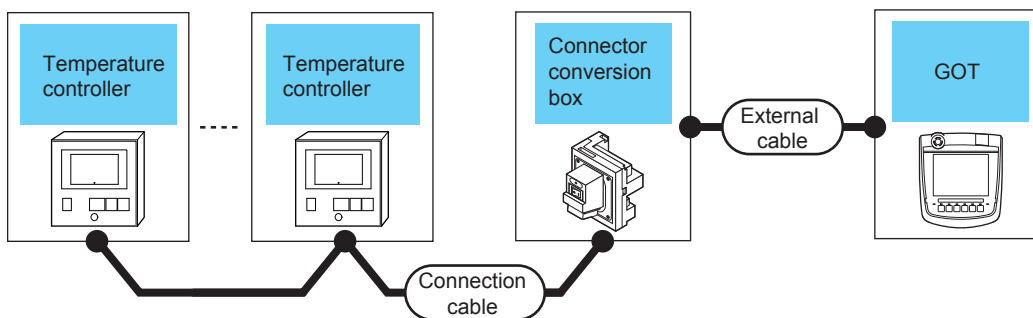 Temperature
controller
Temperature
controller
Connector
conversion
box
External
cable
GOT
Connection
cable